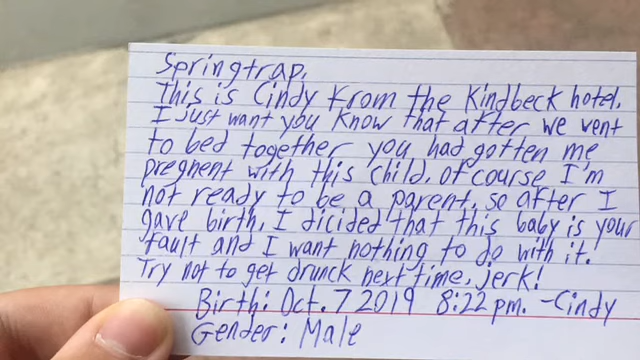 Springtrap,
This is Cindy from the Kindbeck hotel.
I just want you know that after we went
to bed together you had gotten me
pregnent with this child, of course I'm
not ready to be a parent, so after I
gave birth, I dicided that this baby is your
fault and I want nothing to do with it.
Try not to get drunck next time, jerk!
Birth: Oct. 7 2019 8:22 pm. -Cindy
Gender: Male